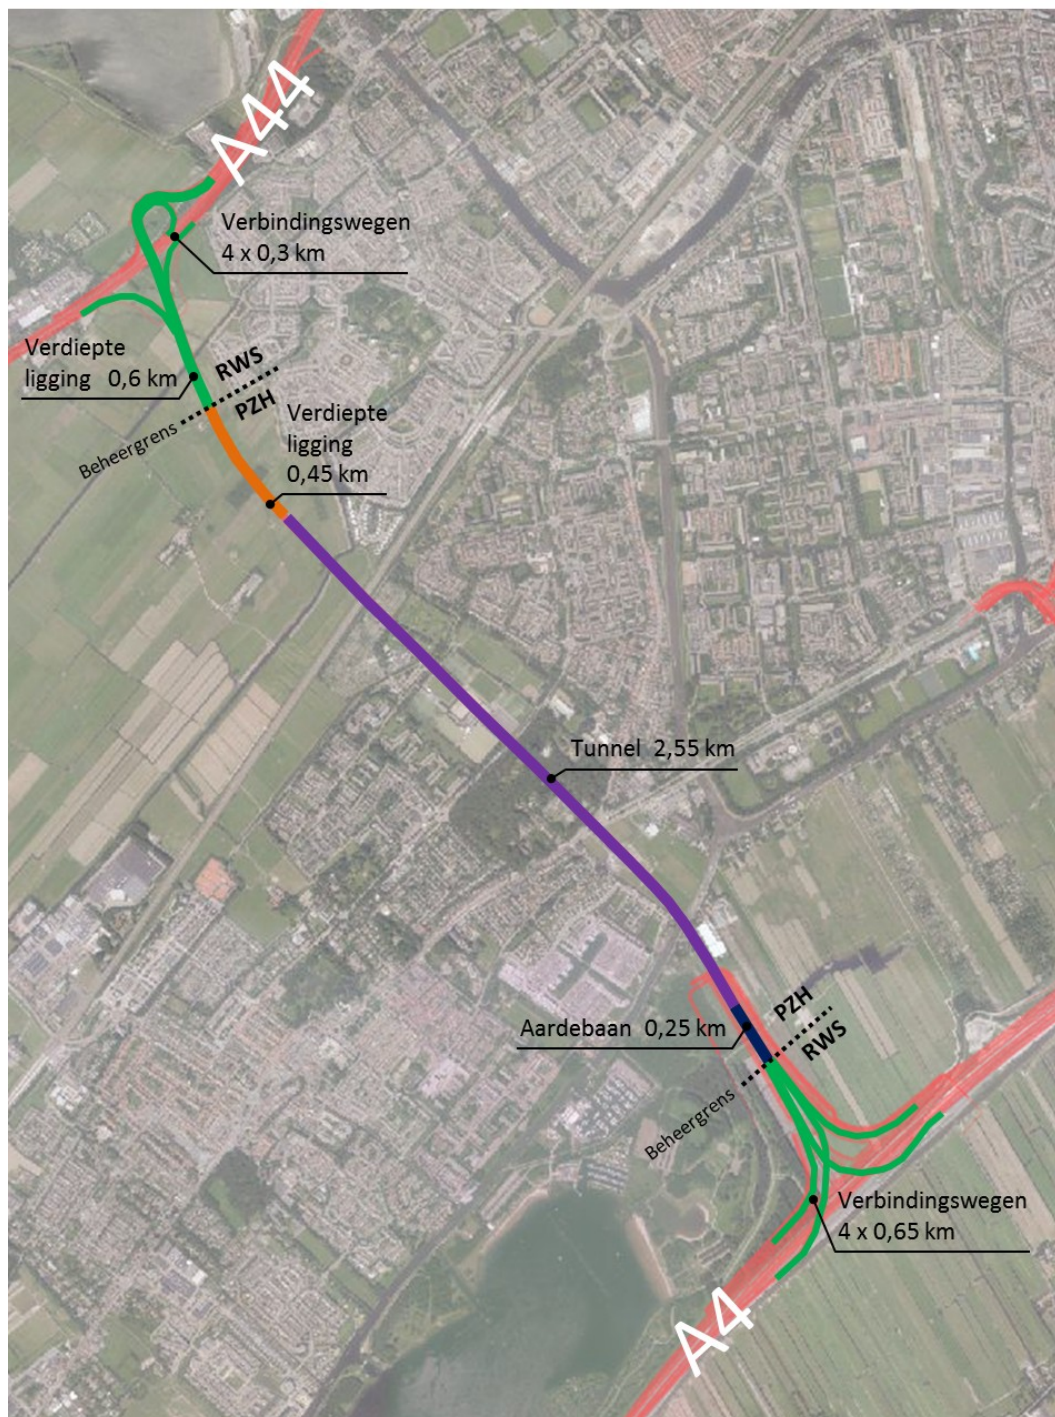 A44
Verbindingswegen
4 x 0,3 km
Verdiepte
ligging 0,6 km
RWS
PZH
Beheergrens
Verdiepte
ligging
0,45 km
Tunnel 2,55 km
Aardebaan 0,25 km
PZH
RWS
Beheergrens
Verbindingswegen
4 x 0,65 km
A4